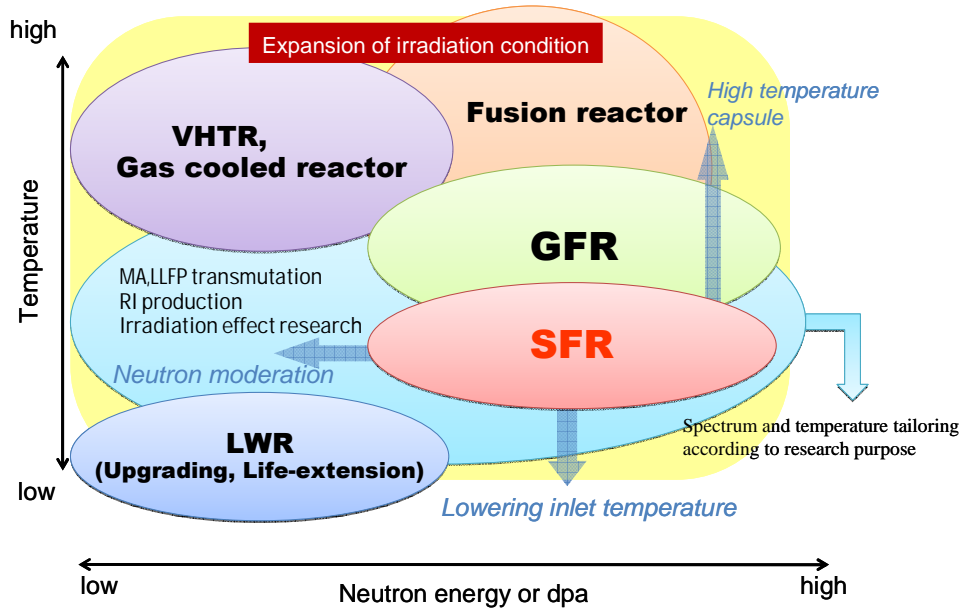 high
Expansion of irradiation condition
High temperature
capsule
Fusion reactor
VHTR,
Gas cooled reactor
Temperature
GFR
MA,LLFP transmutation
RI production
Irradiation effect research
SFR
Neutron moderation
Spectrum and temperature tailoring
according to research purpose
LWR
(Upgrading, Life-extension)
low
Lowering inlet temperature
low
Neutron energy or dpa
high